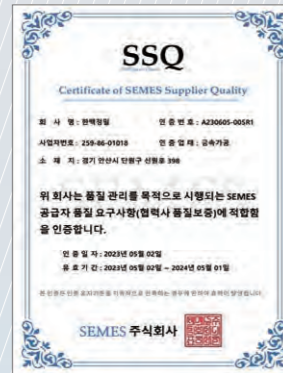 SSQ
Certificate of SEMES Supplier Quality
회 사 명 : 한백정밀 인 증 번 호 : A230605-005R1
사업자번호 : 259-86-01018 인 증 업 태 : 금속가공
소 재 지 : 경기 안산시 단원구 신원로 398
위 회사는 품질 관리를 목적으로 시행되는 SEMES
공급자 품질 요구사항(협력사 품질보증)에 적합함
을 인증합니다.
인 증 일 자 : 2023년 05월 02일
유 효 기 간 : 2023년 05월 02일 ~ 2024년 05월 01일
SEMES 주식회사